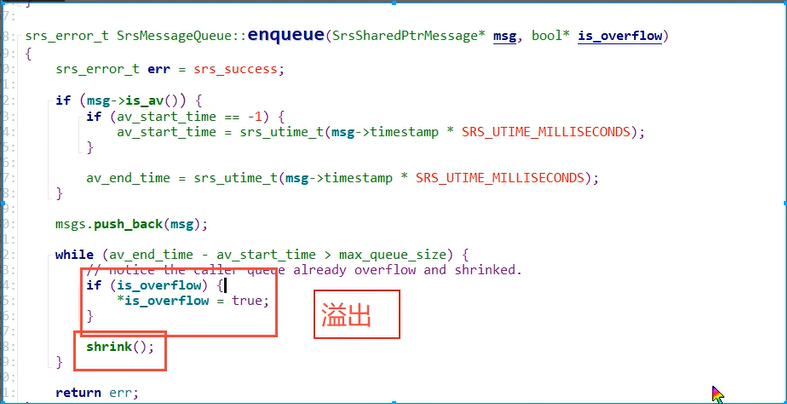 }
srs_error_t SrsMessageQueue::enqueue(SrsSharedPtrMessage* msg, bool* is_overflow)
{
srs_error_t err = srs_success;
if (msg->is_av()) {
if (av_start_time == -1) {
av_start_time = srs_utime_t(msg->timestamp * SRS_UTIME_MILLISECONDS);
}
av_end_time = srs_utime_t(msg->timestamp * SRS_UTIME_MILLISECONDS);
}
msgs.push_back(msg);
while (av_end_time - av_start_time > max_queue_size) {
// notice the caller queue already overflow and shrinked.
if (is_overflow) {
*is_overflow = true;
}
溢出
shrink();
}
return err;